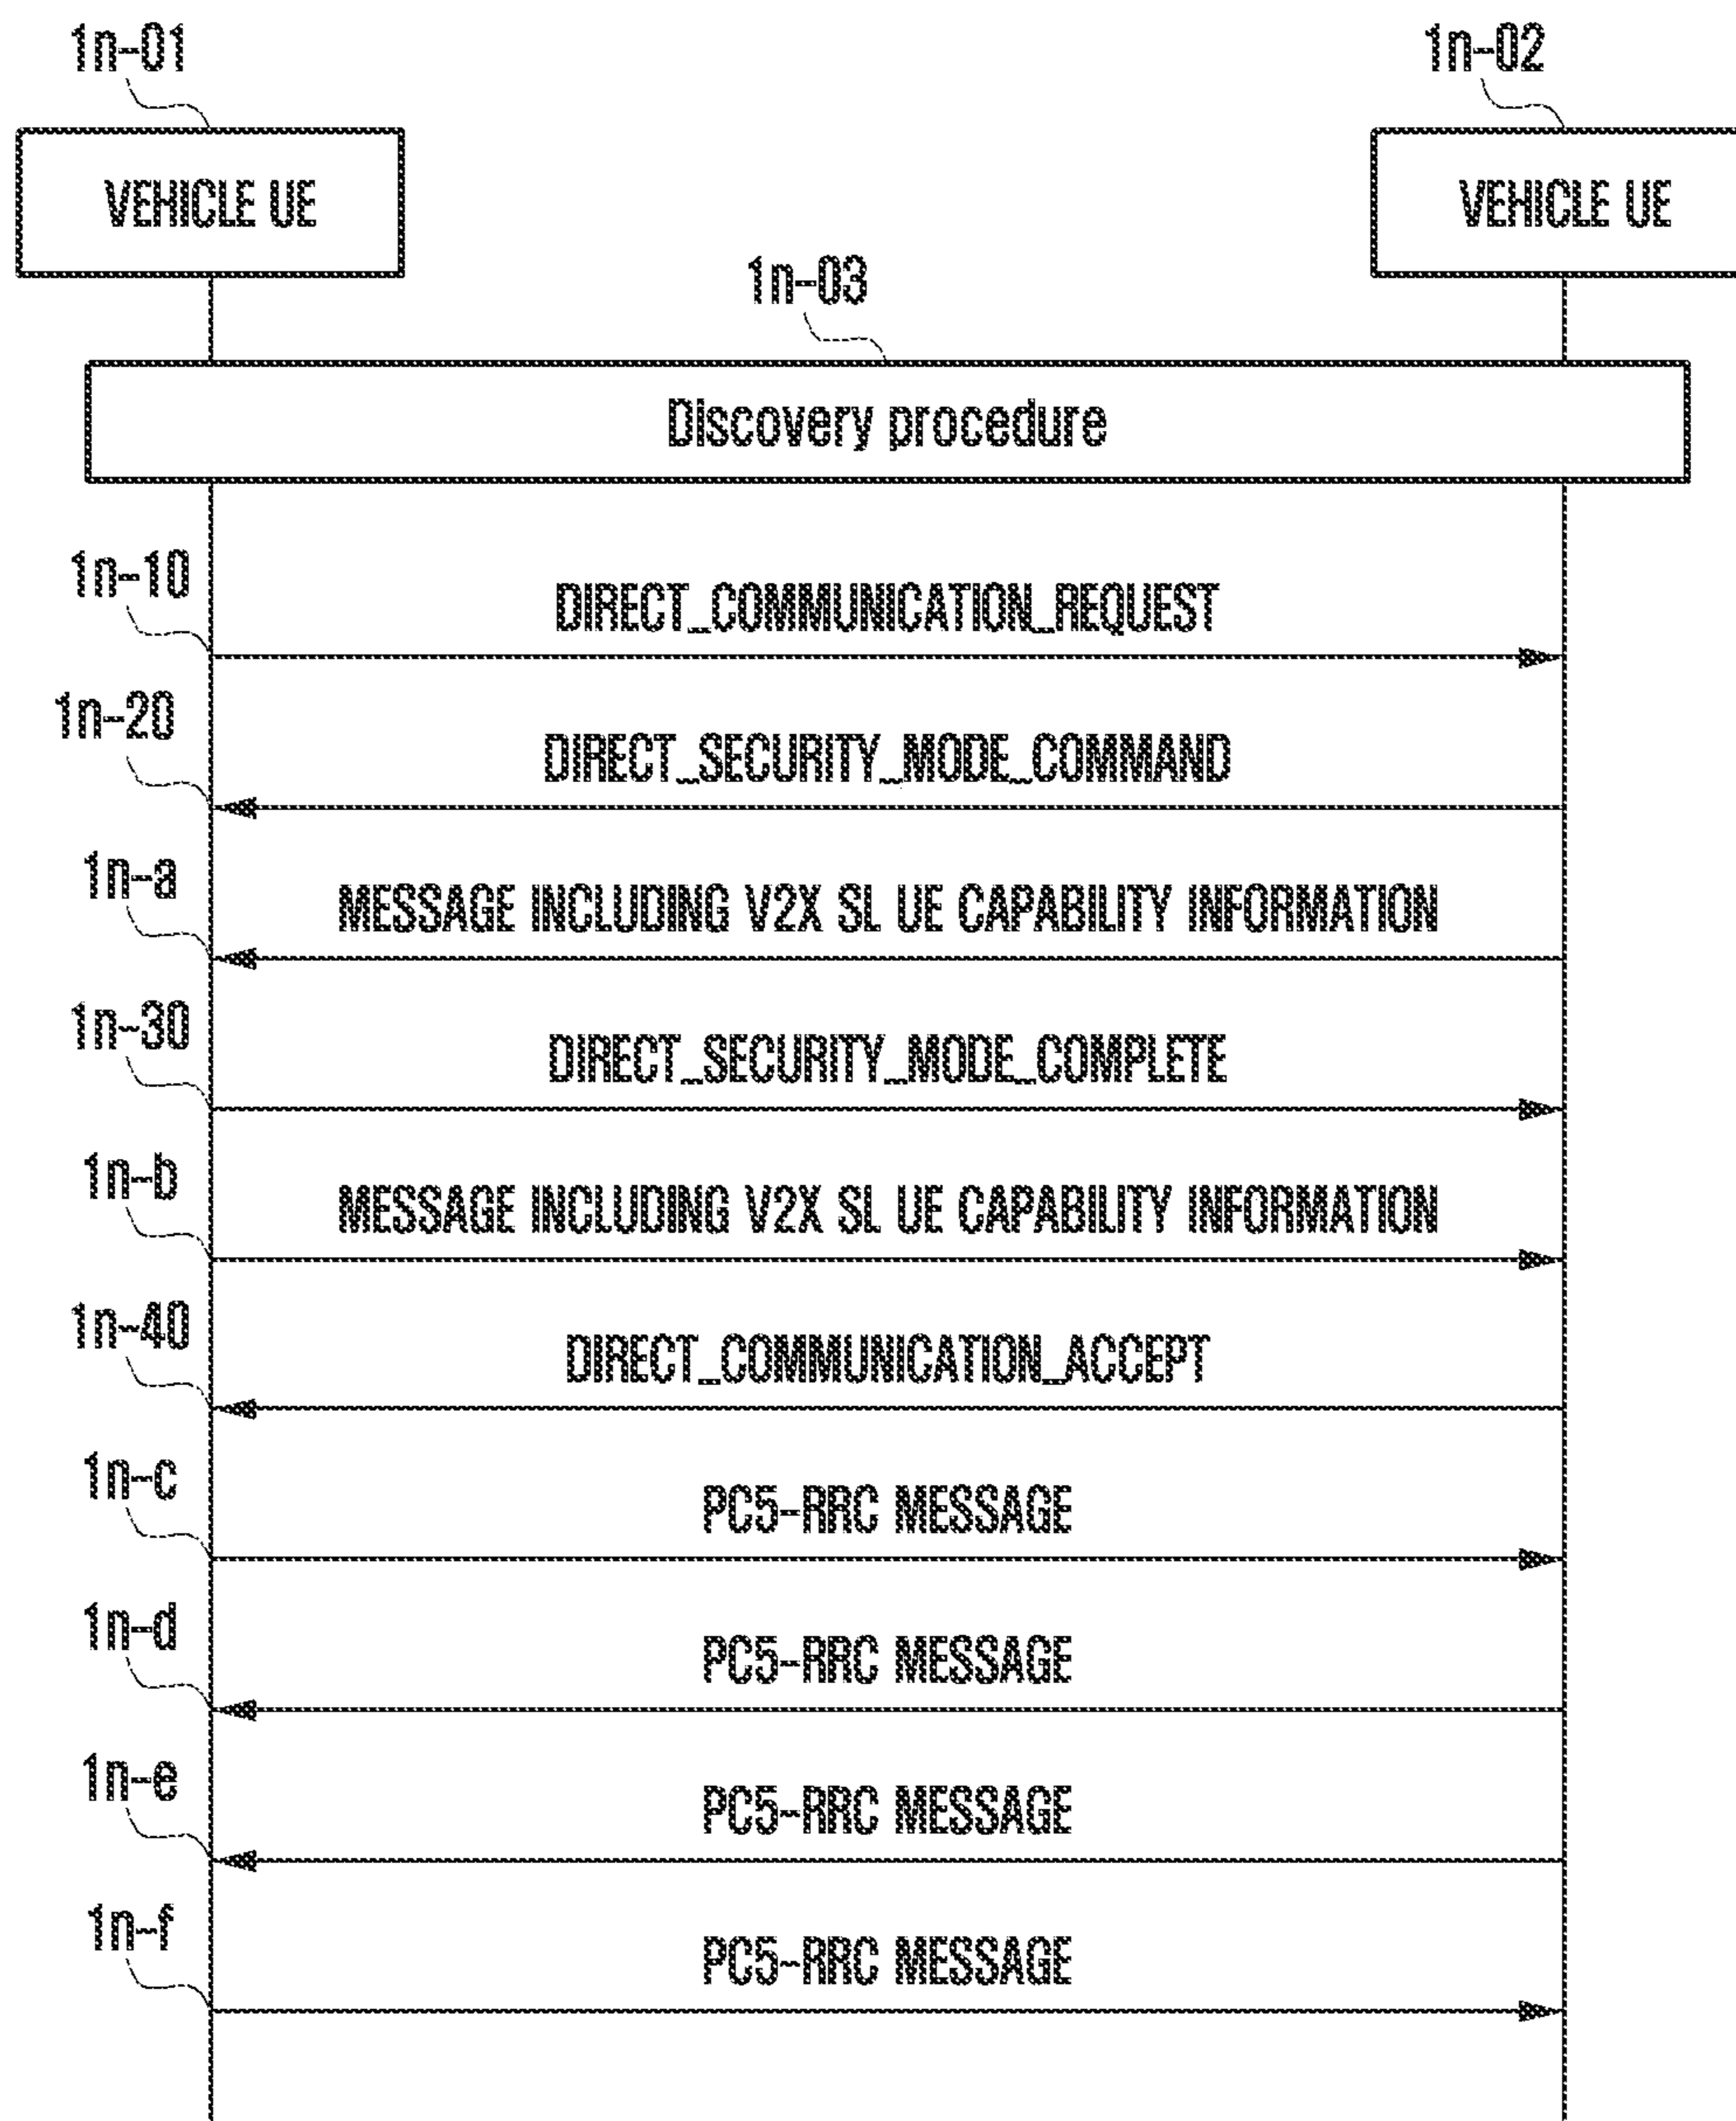 1n-01
1n-02
VEHICLE UE
VEHICLE UE
1n-03
Discovery procedure
1n-10
DIRECT_COMMUNICATION_REQUEST
1n-20
DIRECT_SECURITY_MODE_COMMAND
1n-a
MESSAGE INCLUDING V2X SL UE CAPABILITY INFORMATION
1n-30
DIRECT_SECURITY_MODE_COMPLETE
1n-b
MESSAGE INCLUDING V2X SL UE CAPABILITY INFORMATION
1n-40
DIRECT_COMMUNICATION_ACCEPT
1n-c
PC5-RRC MESSAGE
1n-d
PC5-RRC MESSAGE
1n-e
PC5-RRC MESSAGE
1n-f
PC5-RRC MESSAGE